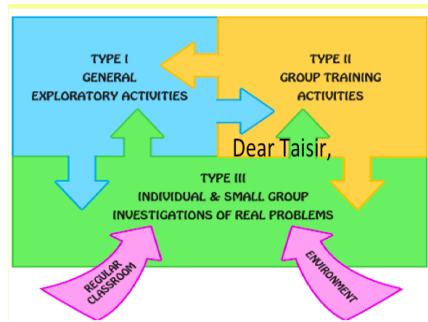 TYPE I
GENERAL
EXPLORATORY ACTIVITIES
TYPE II
GROUP TRAINING
ACTIVITIES
Dear Taisir,
TYPE III
INDIVIDUAL & SMALL GROUP
INVESTIGATIONS OF REAL PROBLEMS
REGULAR
CLASSROOM
ENVIRONMENT